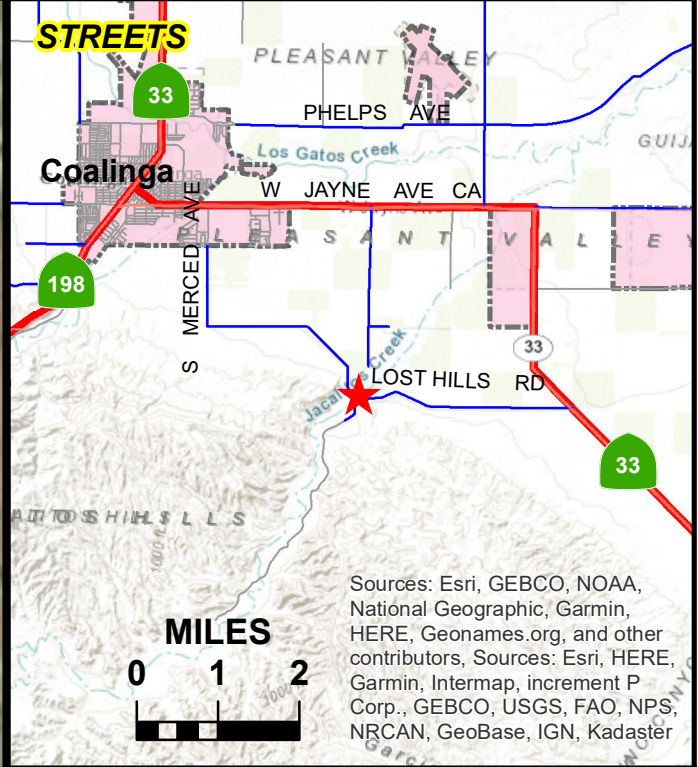 STREETS
PLEASANT VALLEY
33
PHELPS AVE
Los Gatos Creek
Coalinga
W JAYNE AVE CA
PLEASANT VALLEY
198
S MERCED AVE
33
LOST HILLS RD
Jacalitos Creek
33
MILES
0 1 2
Sources: Esri, GEBCO, NOAA,
National Geographic, Garmin,
HERE, Geonames.org, and other
contributors, Sources: Esri, HERE,
Garmin, Intermap, increment P
Corp., GEBCO, USGS, FAO, NPS,
NRCAN, GeoBase, IGN, Kadaster